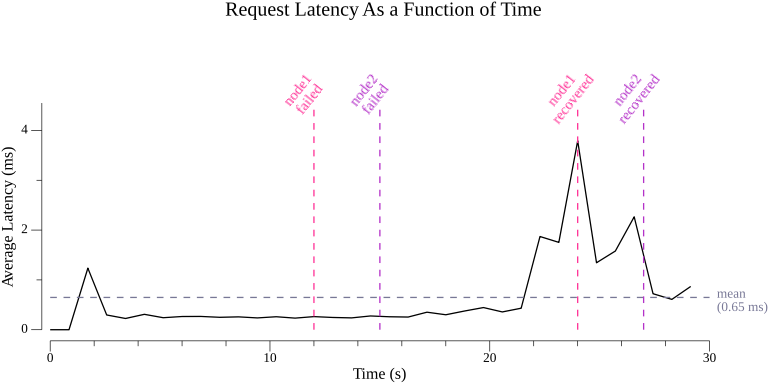 Request Latency As a Function of Time
node1
failed
node2
failed
node1
recovered
node2
recovered
Average Latency (ms)
4
2
0
mean
(0.65 ms)
0
10
20
30
Time (s)